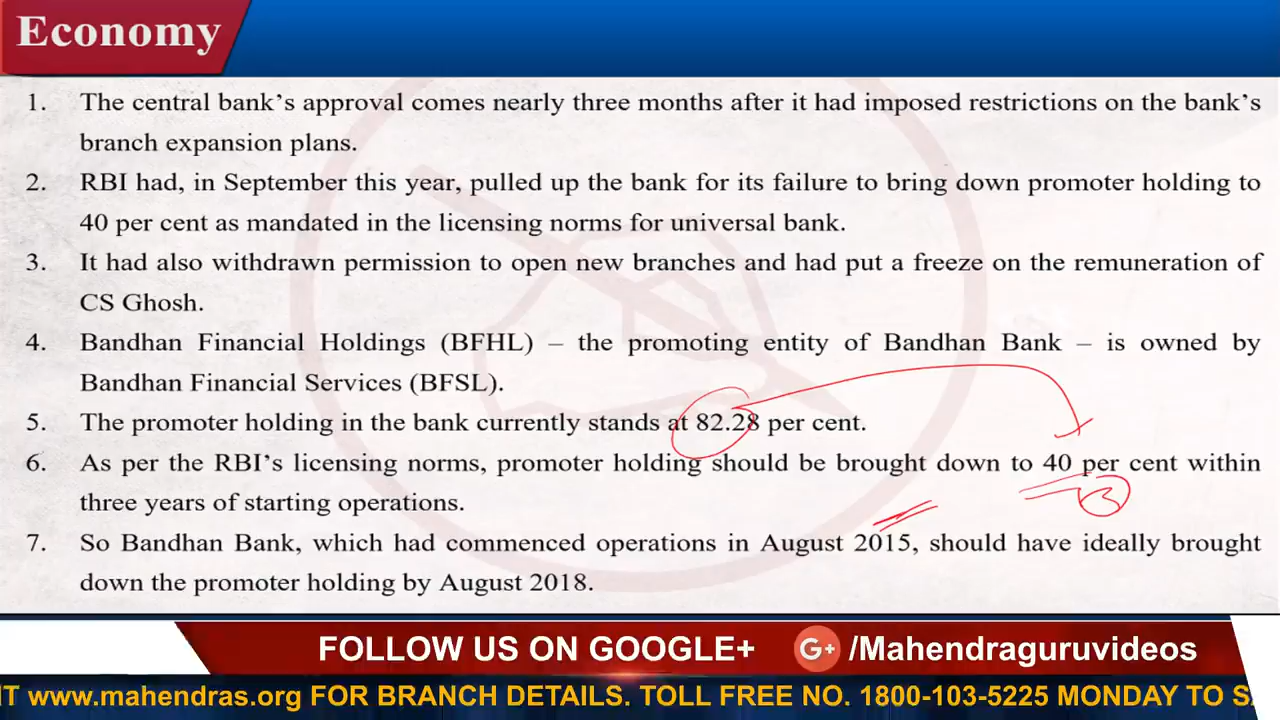 Economy
1. The central bank's approval comes nearly three months after it had imposed restrictions on the bank's
branch expansion plans.
2. RBI had, in September this year, pulled up the bank for its failure to bring down promoter holding to
40 per cent as mandated in the licensing norms for universal bank.
3. It had also withdrawn permission to open new branches and had put a freeze on the remuneration of
CS Ghosh.
4. Bandhan Financial Holdings (BFHL) – the promoting entity of Bandhan Bank – is owned by
Bandhan Financial Services (BFSL).
5. The promoter holding in the bank currently stands at 82.28 per cent.
6. As per the RBI's licensing norms, promoter holding should be brought down to 40 per cent within
three years of starting operations.
3
7. So Bandhan Bank, which had commenced operations in August 2015, should have ideally brought
down the promoter holding by August 2018.
FOLLOW US ON GOOGLE+ G+ /Mahendraguruvideos
IT www.mahendras.org FOR BRANCH DETAILS. TOLL FREE NO. 1800-103-5225 MONDAY TO SA